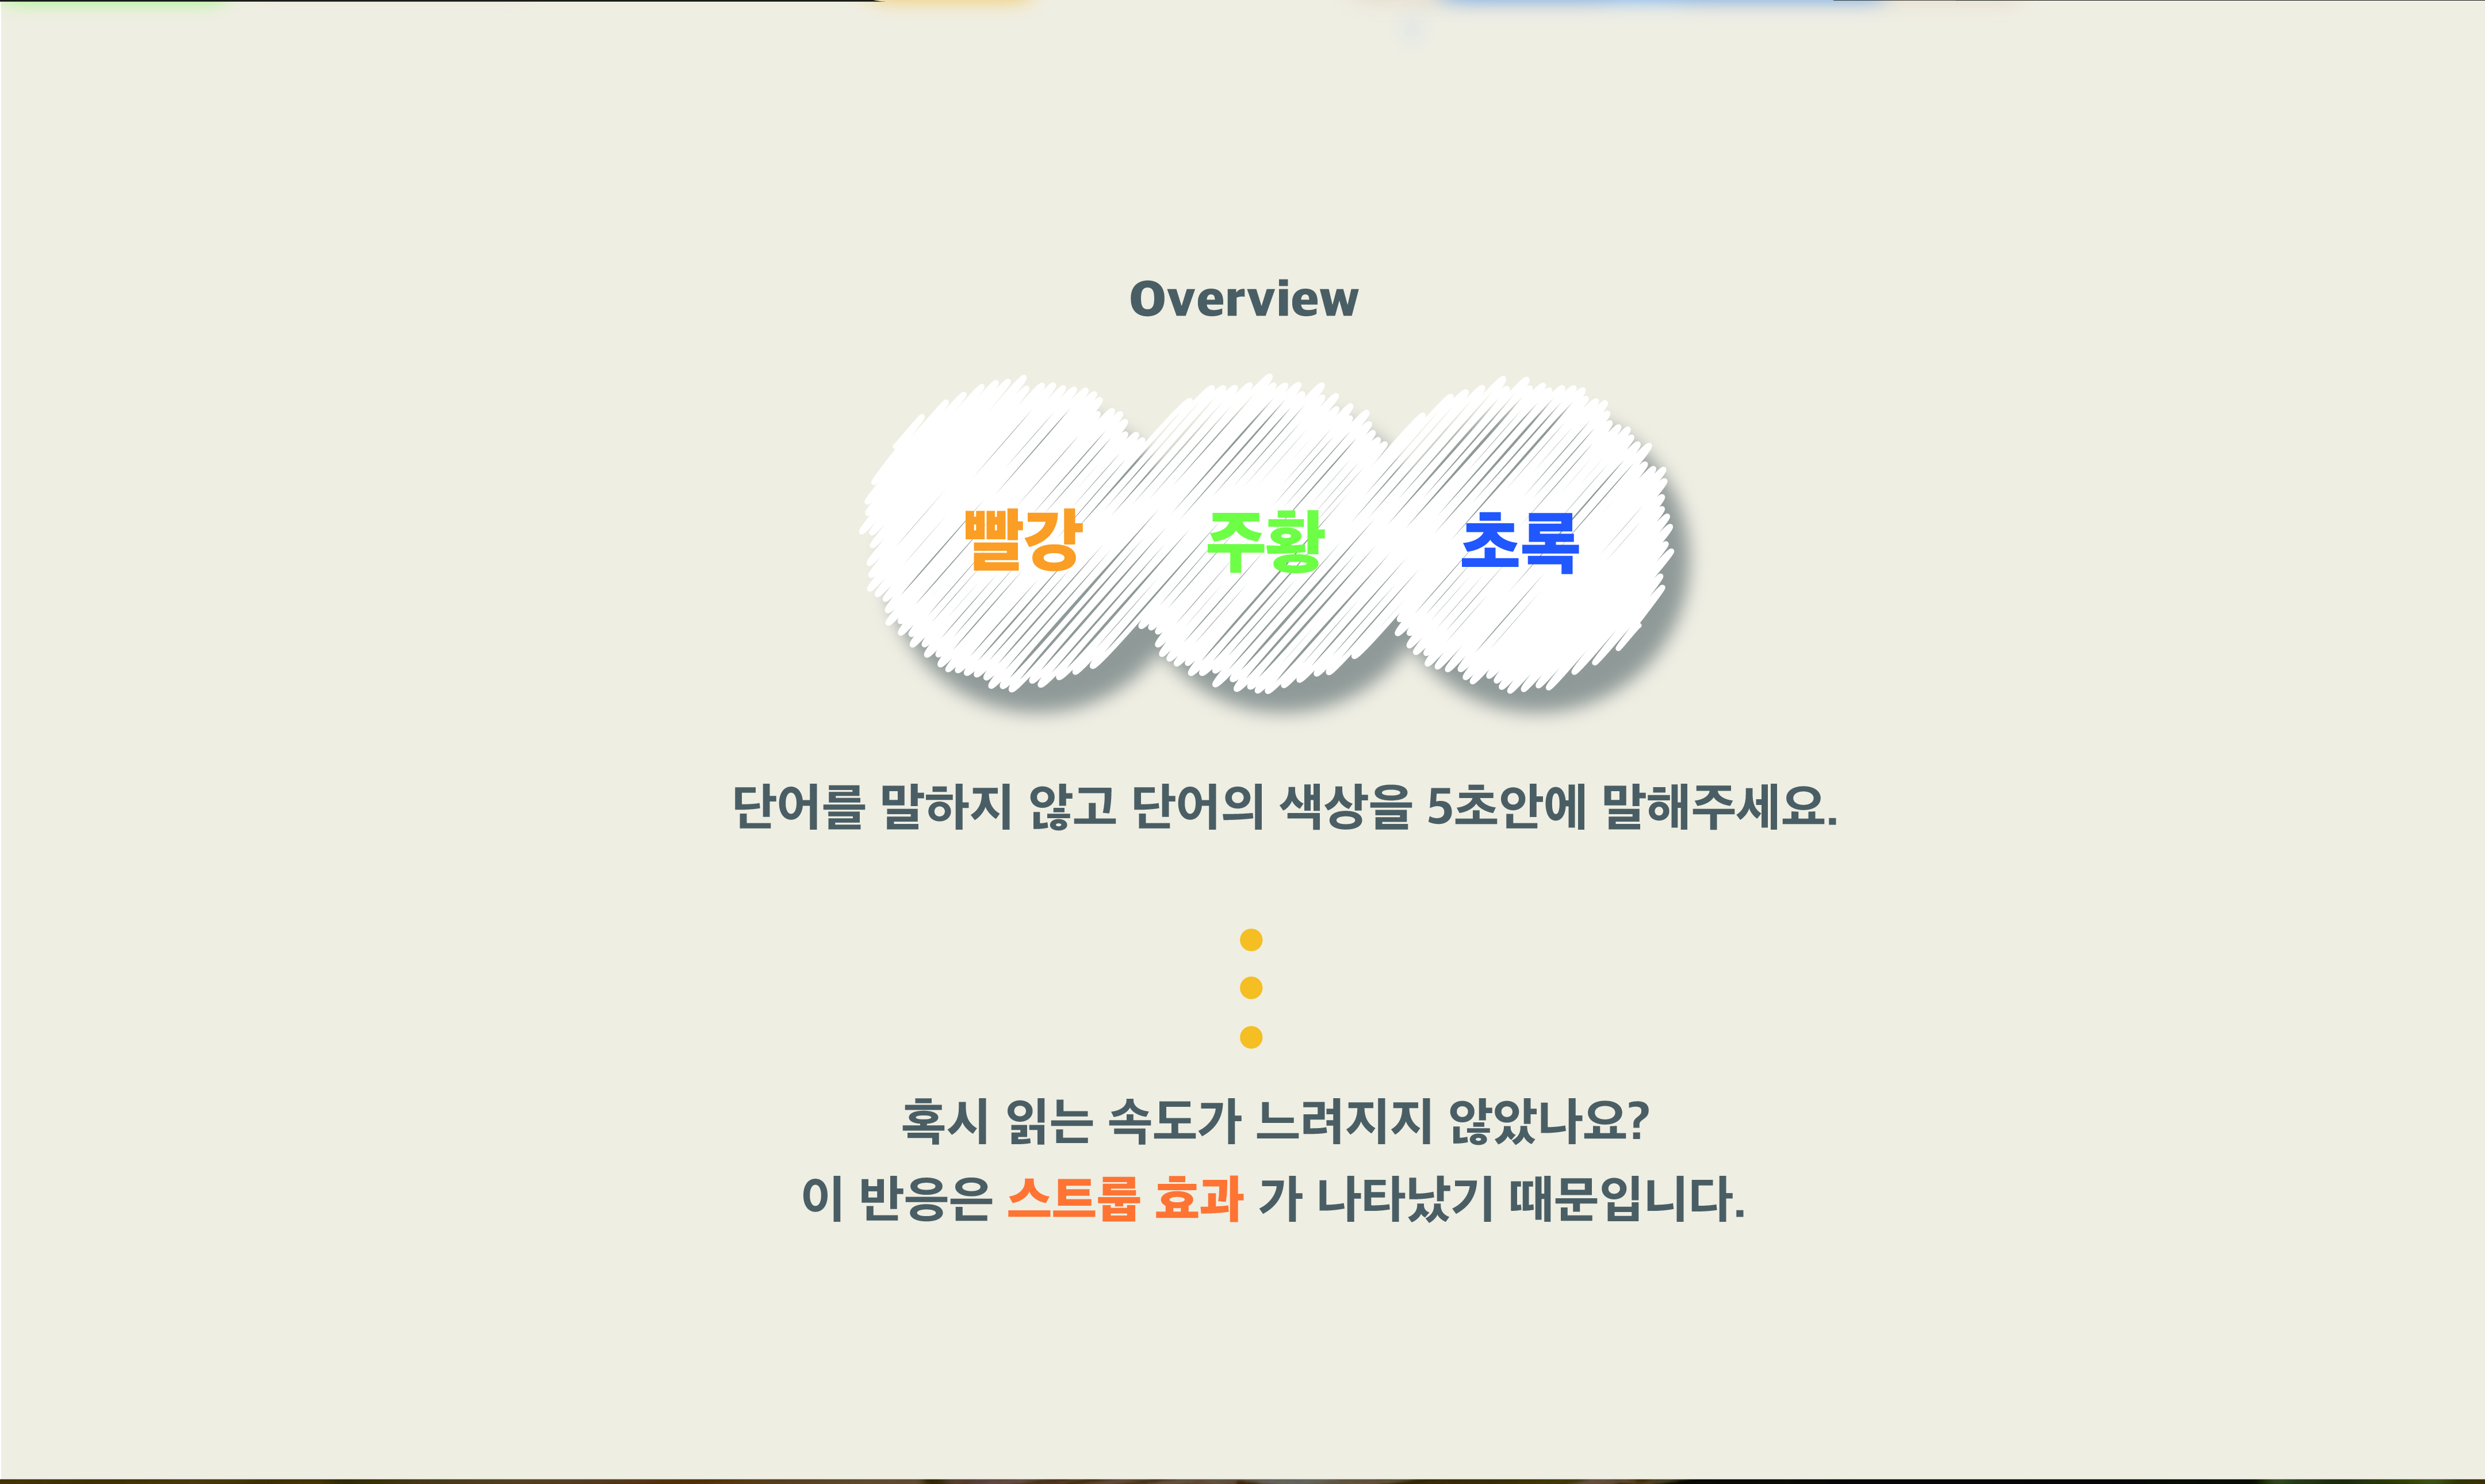 Overview
빨강 주황 초록
단어를 말하지 않고 단어의 색상을 5초안에 말해주세요.
혹시 읽는 속도가 느려지지 않았나요?
이 반응은 스트룹 효과 가 나타났기 때문입니다.